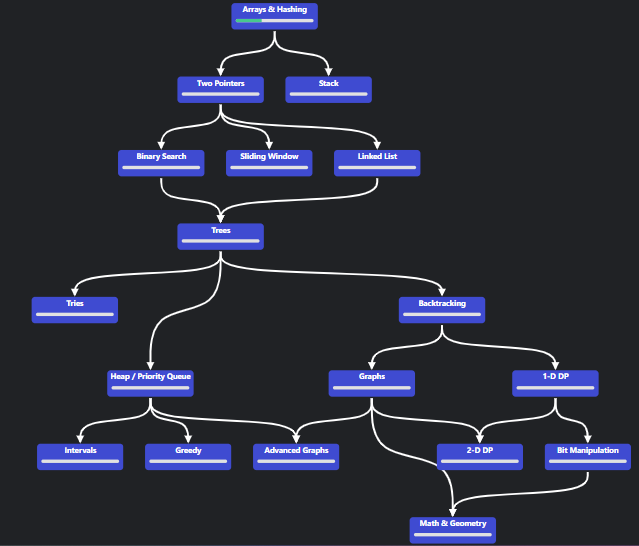 Arrays & Hashing
Two Pointers
Stack
Binary Search
Sliding Window
Linked List
Trees
Tries
Backtracking
Heap / Priority Queue
Graphs
1-D DP
Intervals
Greedy
Advanced Graphs
2-D DP
Bit Manipulation
Math & Geometry